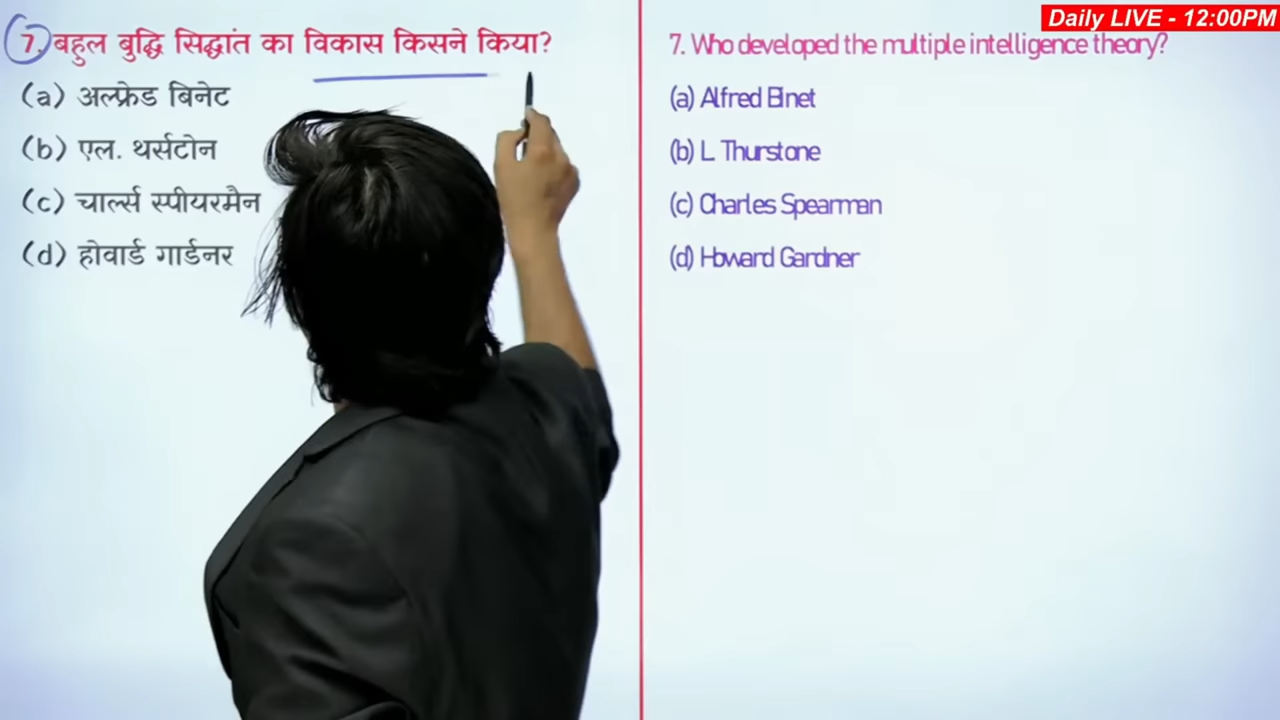 Daily LIVE - 12:00PM
7. बहुल बुद्धि सिद्धांत का विकास किसने किया?
(a) अल्फ्रेड बिनेट
(b) एल. थर्सटोन
(c) चार्ल्स स्पीयरमैन
(d) होवार्ड गार्डनर
7. Who developed the multiple intelligence theory?
(a) Alfred Binet
(b) L. Thurstone
(c) Charles Spearman
(d) Howard Gardner